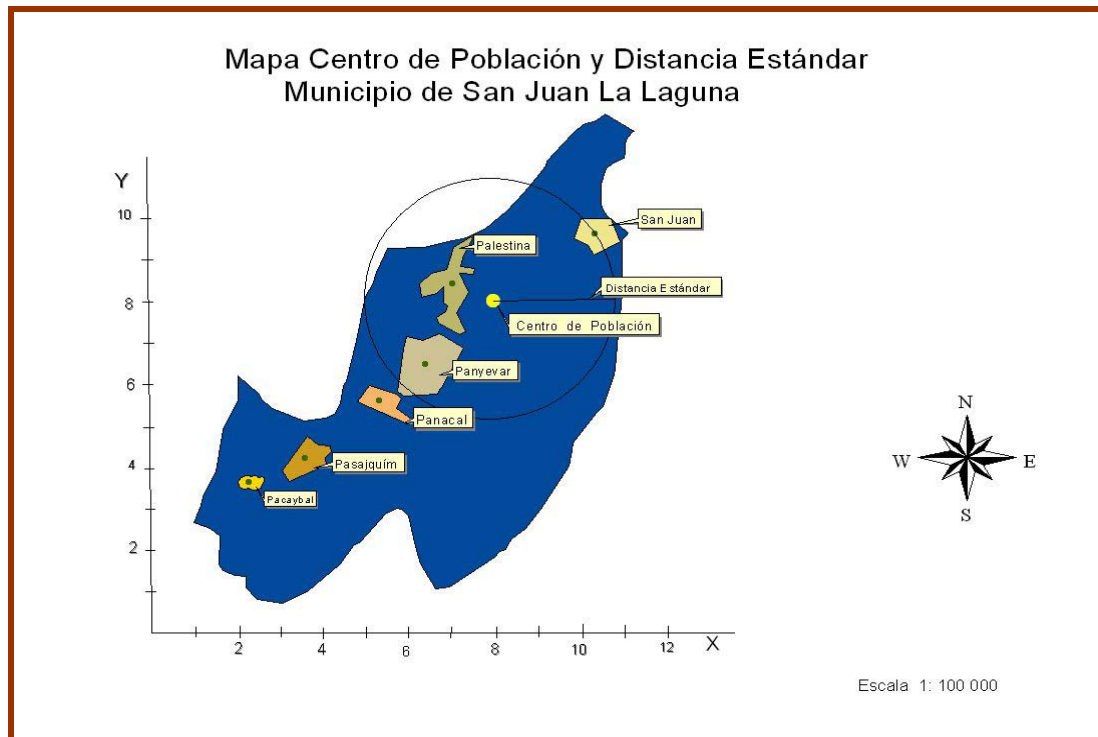 Mapa Centro de Población y Distancia Estándar
Municipio de San Juan La Laguna
Y
10
8
6
4
2
San Juan
Palestina
Distancia Estándar
Centro de Población
Panyevar
Panacal
Pasajquím
Pacaybal
N
W
E
S
2
4
6
8
10
12
X
Escala 1: 100 000